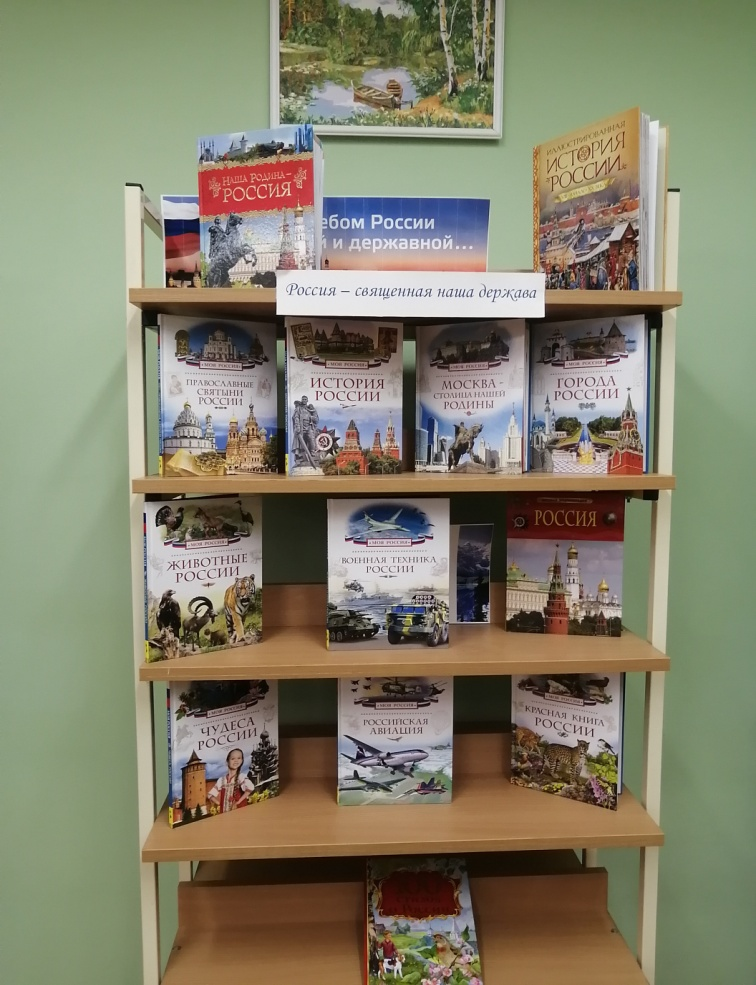 НАША РОДИНА –
РОССИЯ
ИЛЛЮСТРИРОВАННАЯ
ИСТОРИЯ
РОССИИ
ебом России
й и державной...
Россия – священная наша держава
«МОЯ РОССИЯ»
ПРАВОСЛАВНЫЕ
СВЯТЫНИ
РОССИИ
«МОЯ РОССИЯ»
ИСТОРИЯ
РОССИИ
«МОЯ РОССИЯ»
МОСКВА –
СТОЛИЦА НАШЕЙ
РОДИНЫ
«МОЯ РОССИЯ»
ГОРОДА
РОССИИ
«МОЯ РОССИЯ»
ЖИВОТНЫЕ
РОССИИ
«МОЯ РОССИЯ»
ВОЕННАЯ ТЕХНИКА
РОССИИ
РОССИЯ
«МОЯ РОССИЯ»
ЧУДЕСА
РОССИИ
«МОЯ РОССИЯ»
РОССИЙСКАЯ
АВИАЦИЯ
«МОЯ РОССИЯ»
КРАСНАЯ КНИГА
РОССИИ